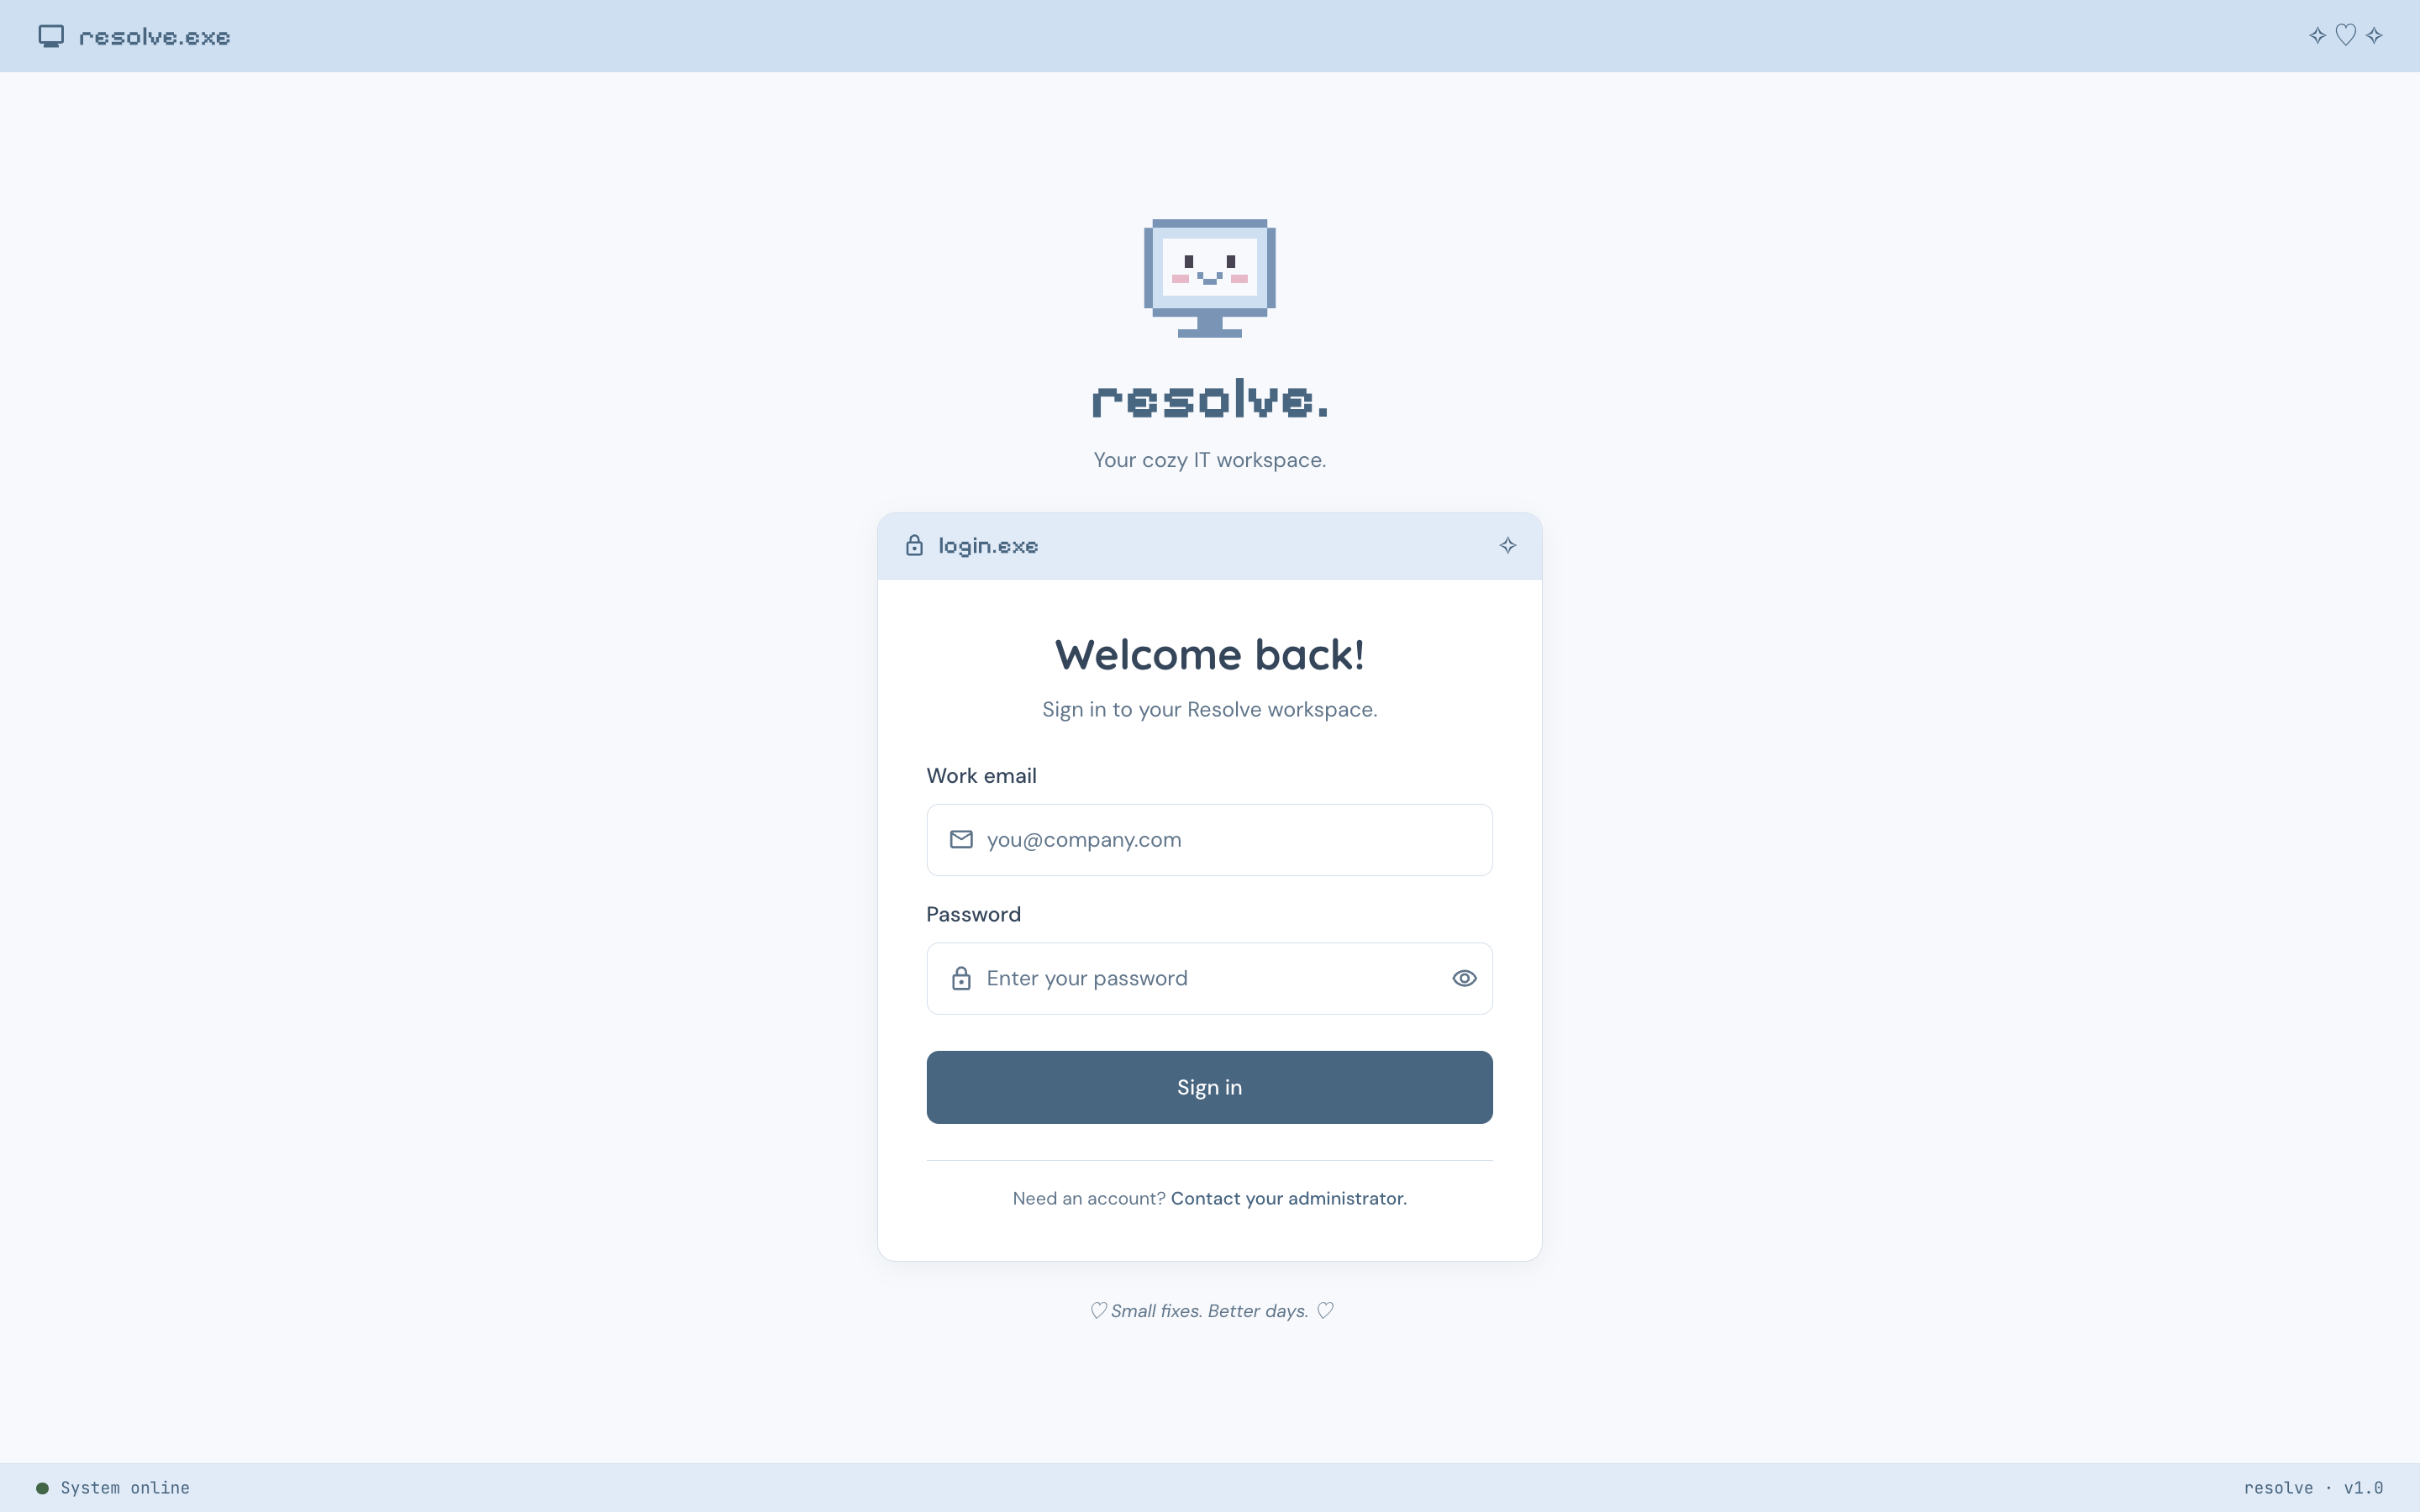 resolve.exe
✧ ♡ ✧
resolve.
Your cozy IT workspace.
login.exe
✧
Welcome back!
Sign in to your Resolve workspace.
Work email
you@company.com
Password
Enter your password
Sign in
Need an account? Contact your administrator.
♡ Small fixes. Better days. ♡
System online
resolve · v1.0